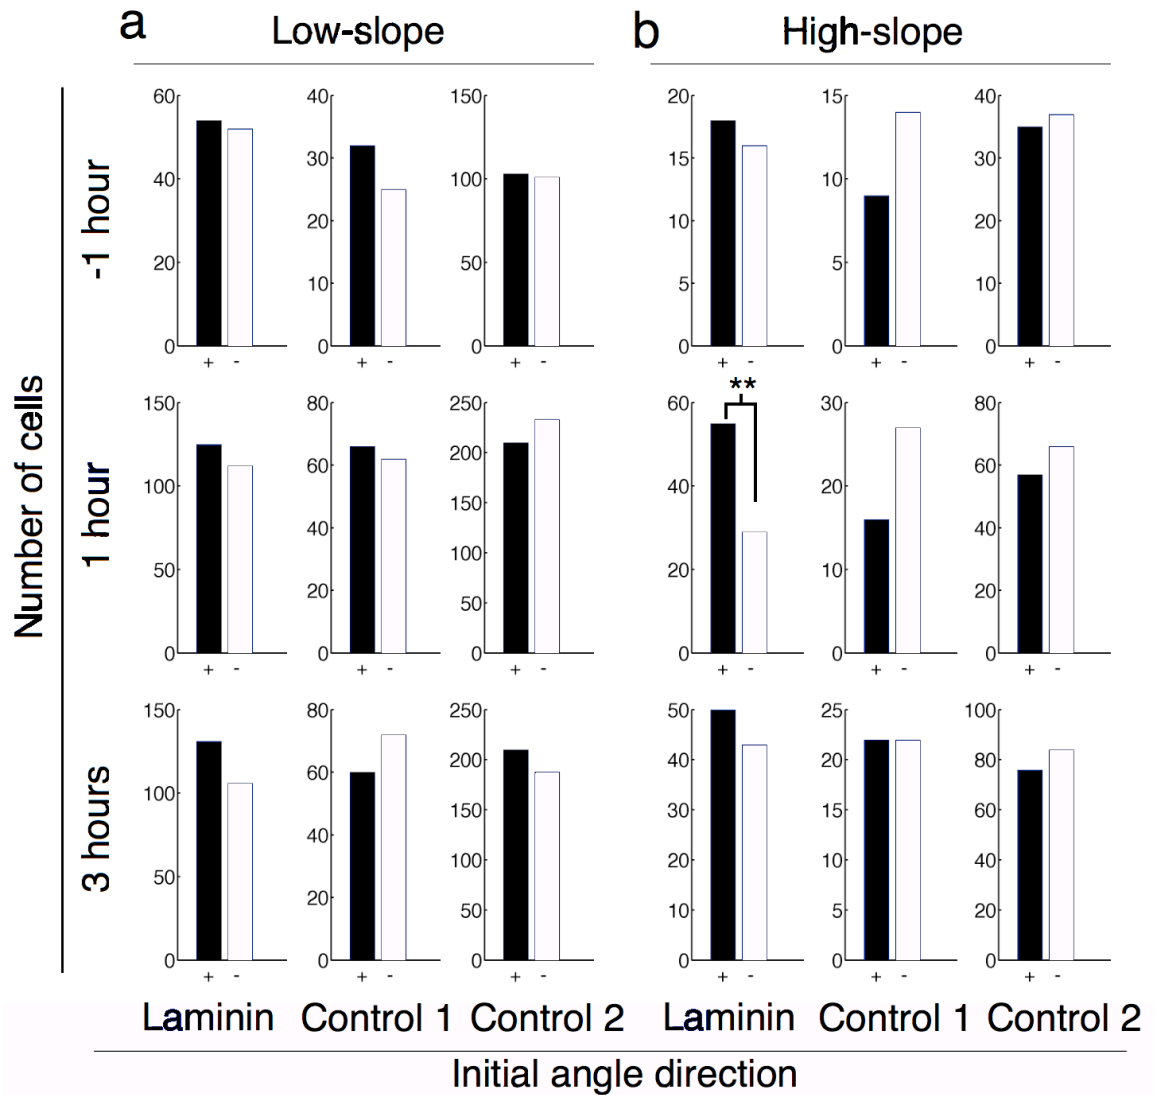 a Low-slope b High-slope
60 40 150 20 15 40
40 30 100 15 10 30
20 20 50 10 5 20
0 10 0 5 0 10
0 0 0
+ - + - + - + - + - + -
-1 hour
**
150 80 250 60 30 80
100 60 200 40 20 60
50 40 150 20 10 40
0 20 100 0 0 20
0 50 0
0
+ - + - + - + - + - + -
1 hour
Number of cells
150 80 250 50 25 100
100 60 200 40 20 80
50 40 150 30 15 60
0 20 100 20 10 40
0 50 10 5 20
0 0 0 0
+ - + - + - + - + - + -
3 hours
Laminin Control 1 Control 2 Laminin Control 1 Control 2
Initial angle direction